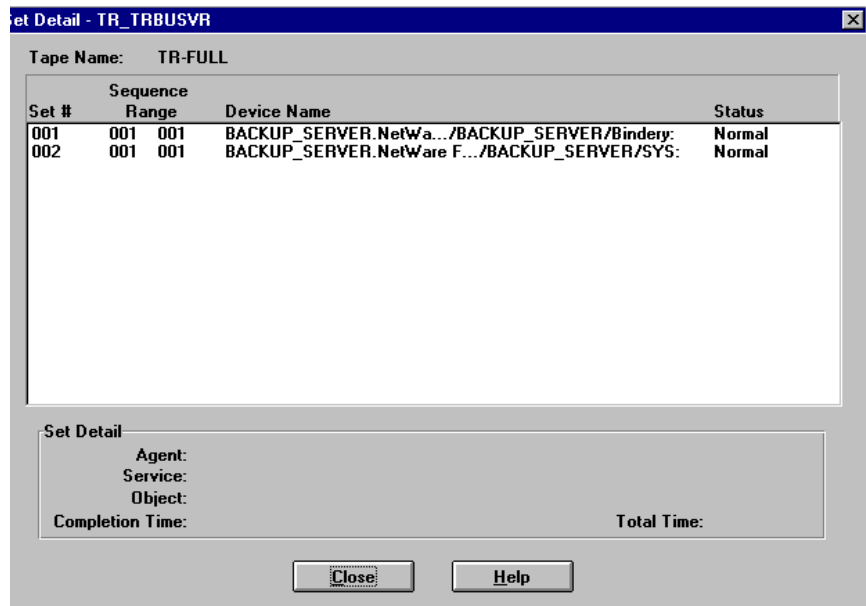 et Detail - TR_TRBUSVR
Tape Name: TR-FULL
Sequence
Set # Range Device Name Status
001 001 001 BACKUP_SERVER.NetWa.../BACKUP_SERVER/Bindery: Normal
002 001 001 BACKUP_SERVER.NetWare F.../BACKUP_SERVER/SYS: Normal
Set Detail
Agent:
Service:
Object:
Completion Time: Total Time:
Close Help